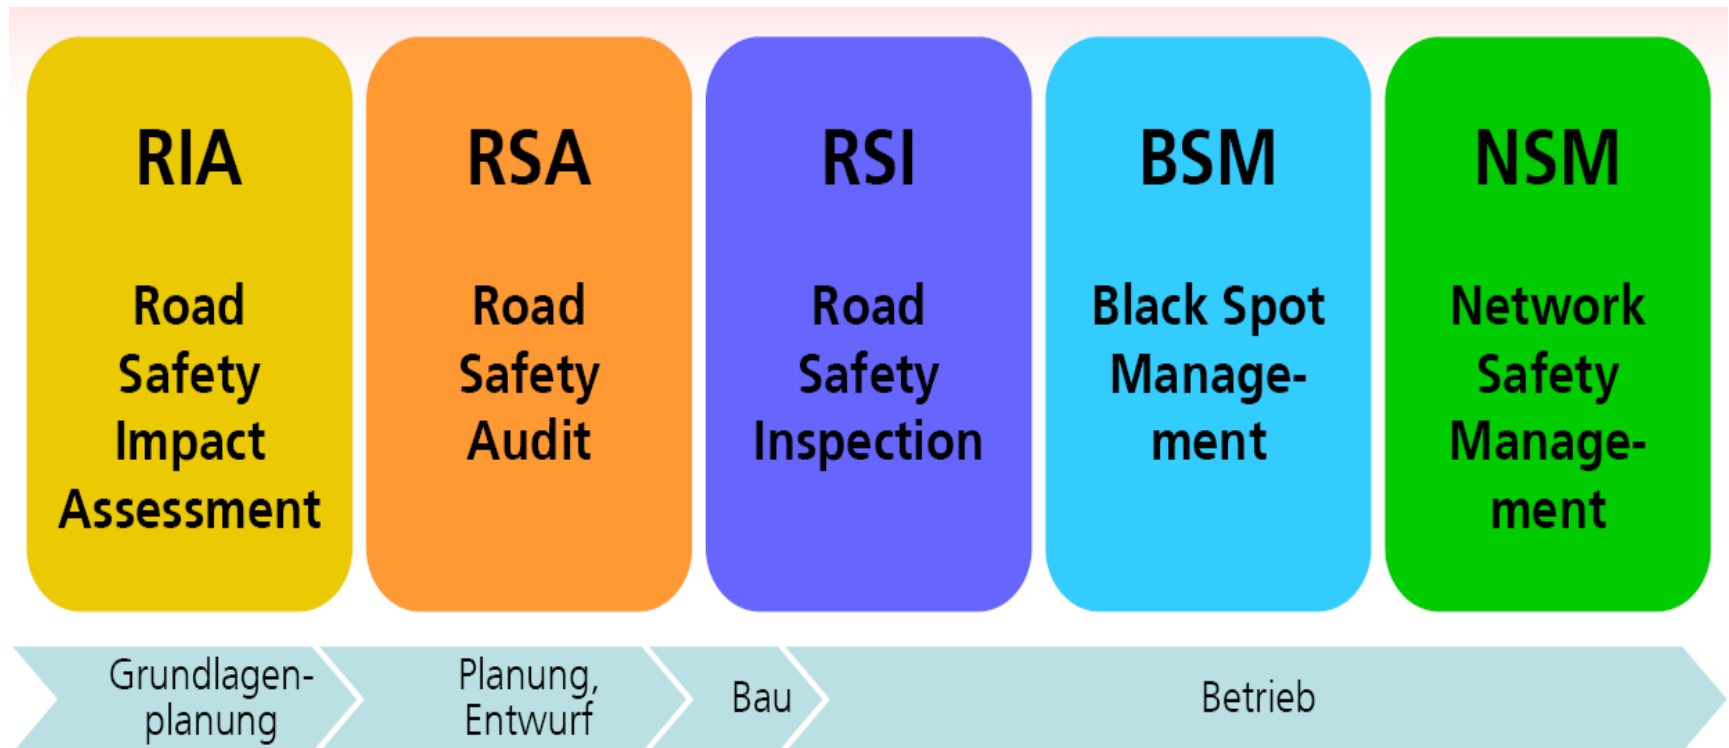 RIA
Road
Safety
Impact
Assessment
RSA
Road
Safety
Audit
RSI
Road
Safety
Inspection
BSM
Black Spot
Manage-
ment
NSM
Network
Safety
Manage-
ment
Grundlagen-
planung
Planung,
Entwurf
Bau
Betrieb